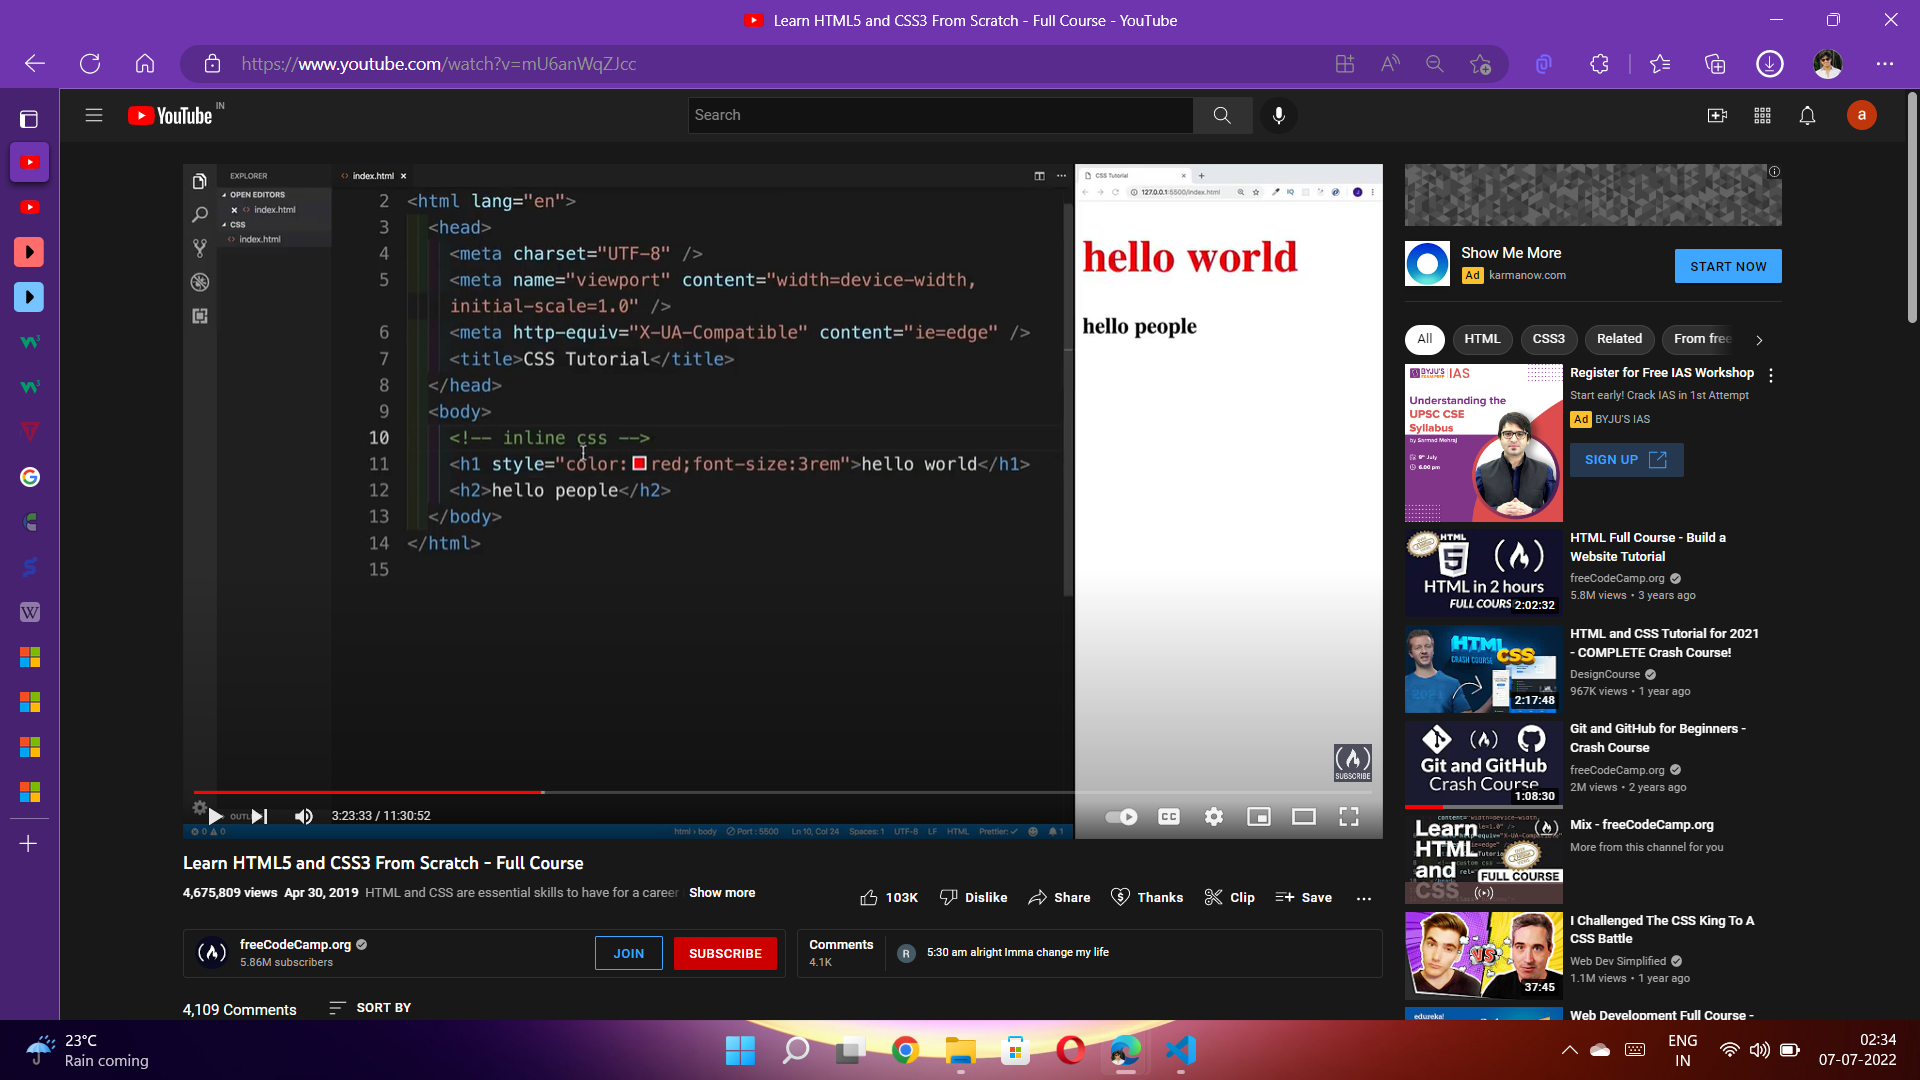 Learn HTML5 and CSS3 From Scratch - Full Course - YouTube
https://www.youtube.com/watch?v=mU6anWqZJcc
YouTube IN
Search
a
EXPLORER
OPEN EDITORS
index.html
CSS
index.html
index.html
2 <html lang="en">
3 <head>
4 <meta charset="UTF-8" />
5 <meta name="viewport" content="width=device-width,
initial-scale=1.0" />
6 <meta http-equiv="X-UA-Compatible" content="ie=edge" />
7 <title>CSS Tutorial</title>
8 </head>
9 <body>
10 <!-- inline css -->
11 <h1 style="color: red;font-size:3rem">hello world</h1>
12 <h2>hello people</h2>
13 </body>
14 </html>
15
CSS Tutorial
127.0.0.1:5500/index.html
hello world
hello people
SUBSCRIBE
3:23:33 / 11:30:52
CC
0 0
html > body Port : 5500 Ln 10, Col 24 Spaces: 1 UTF-8 LF HTML Prettier: ✓ 1
Learn HTML5 and CSS3 From Scratch - Full Course
4,675,809 views Apr 30, 2019 HTML and CSS are essential skills to have for a career Show more
103K Dislike Share Thanks Clip Save
freeCodeCamp.org
5.86M subscribers
JOIN SUBSCRIBE
Comments
4.1K
R 5:30 am alright Imma change my life
4,109 Comments SORT BY
Show Me More
Ad karmanow.com
START NOW
All HTML CSS3 Related From free
BYJU'S IAS
Understanding the
UPSC CSE
Syllabus
by Sarmad Mehraj
9th July
6.00 pm
Register for Free IAS Workshop
Start early! Crack IAS in 1st Attempt
Ad BYJU'S IAS
SIGN UP
HTML
5
HTML in 2 hours
FULL COURS
2:02:32
HTML Full Course - Build a
Website Tutorial
freeCodeCamp.org
5.8M views • 3 years ago
HTML
CRASH COURSE
CSS
2021
2:17:48
HTML and CSS Tutorial for 2021
- COMPLETE Crash Course!
DesignCourse
967K views • 1 year ago
Git and GitHub
Crash Course
1:08:30
Git and GitHub for Beginners -
Crash Course
freeCodeCamp.org
2M views • 2 years ago
Learn
HTML
and
CSS
FULL COURSE
Mix - freeCodeCamp.org
More from this channel for you
VS
37:45
I Challenged The CSS King To A
CSS Battle
Web Dev Simplified
1.1M views • 1 year ago
edureka!
Web Development Full Course -
23°C
Rain coming
ENG
IN
02:34
07-07-2022